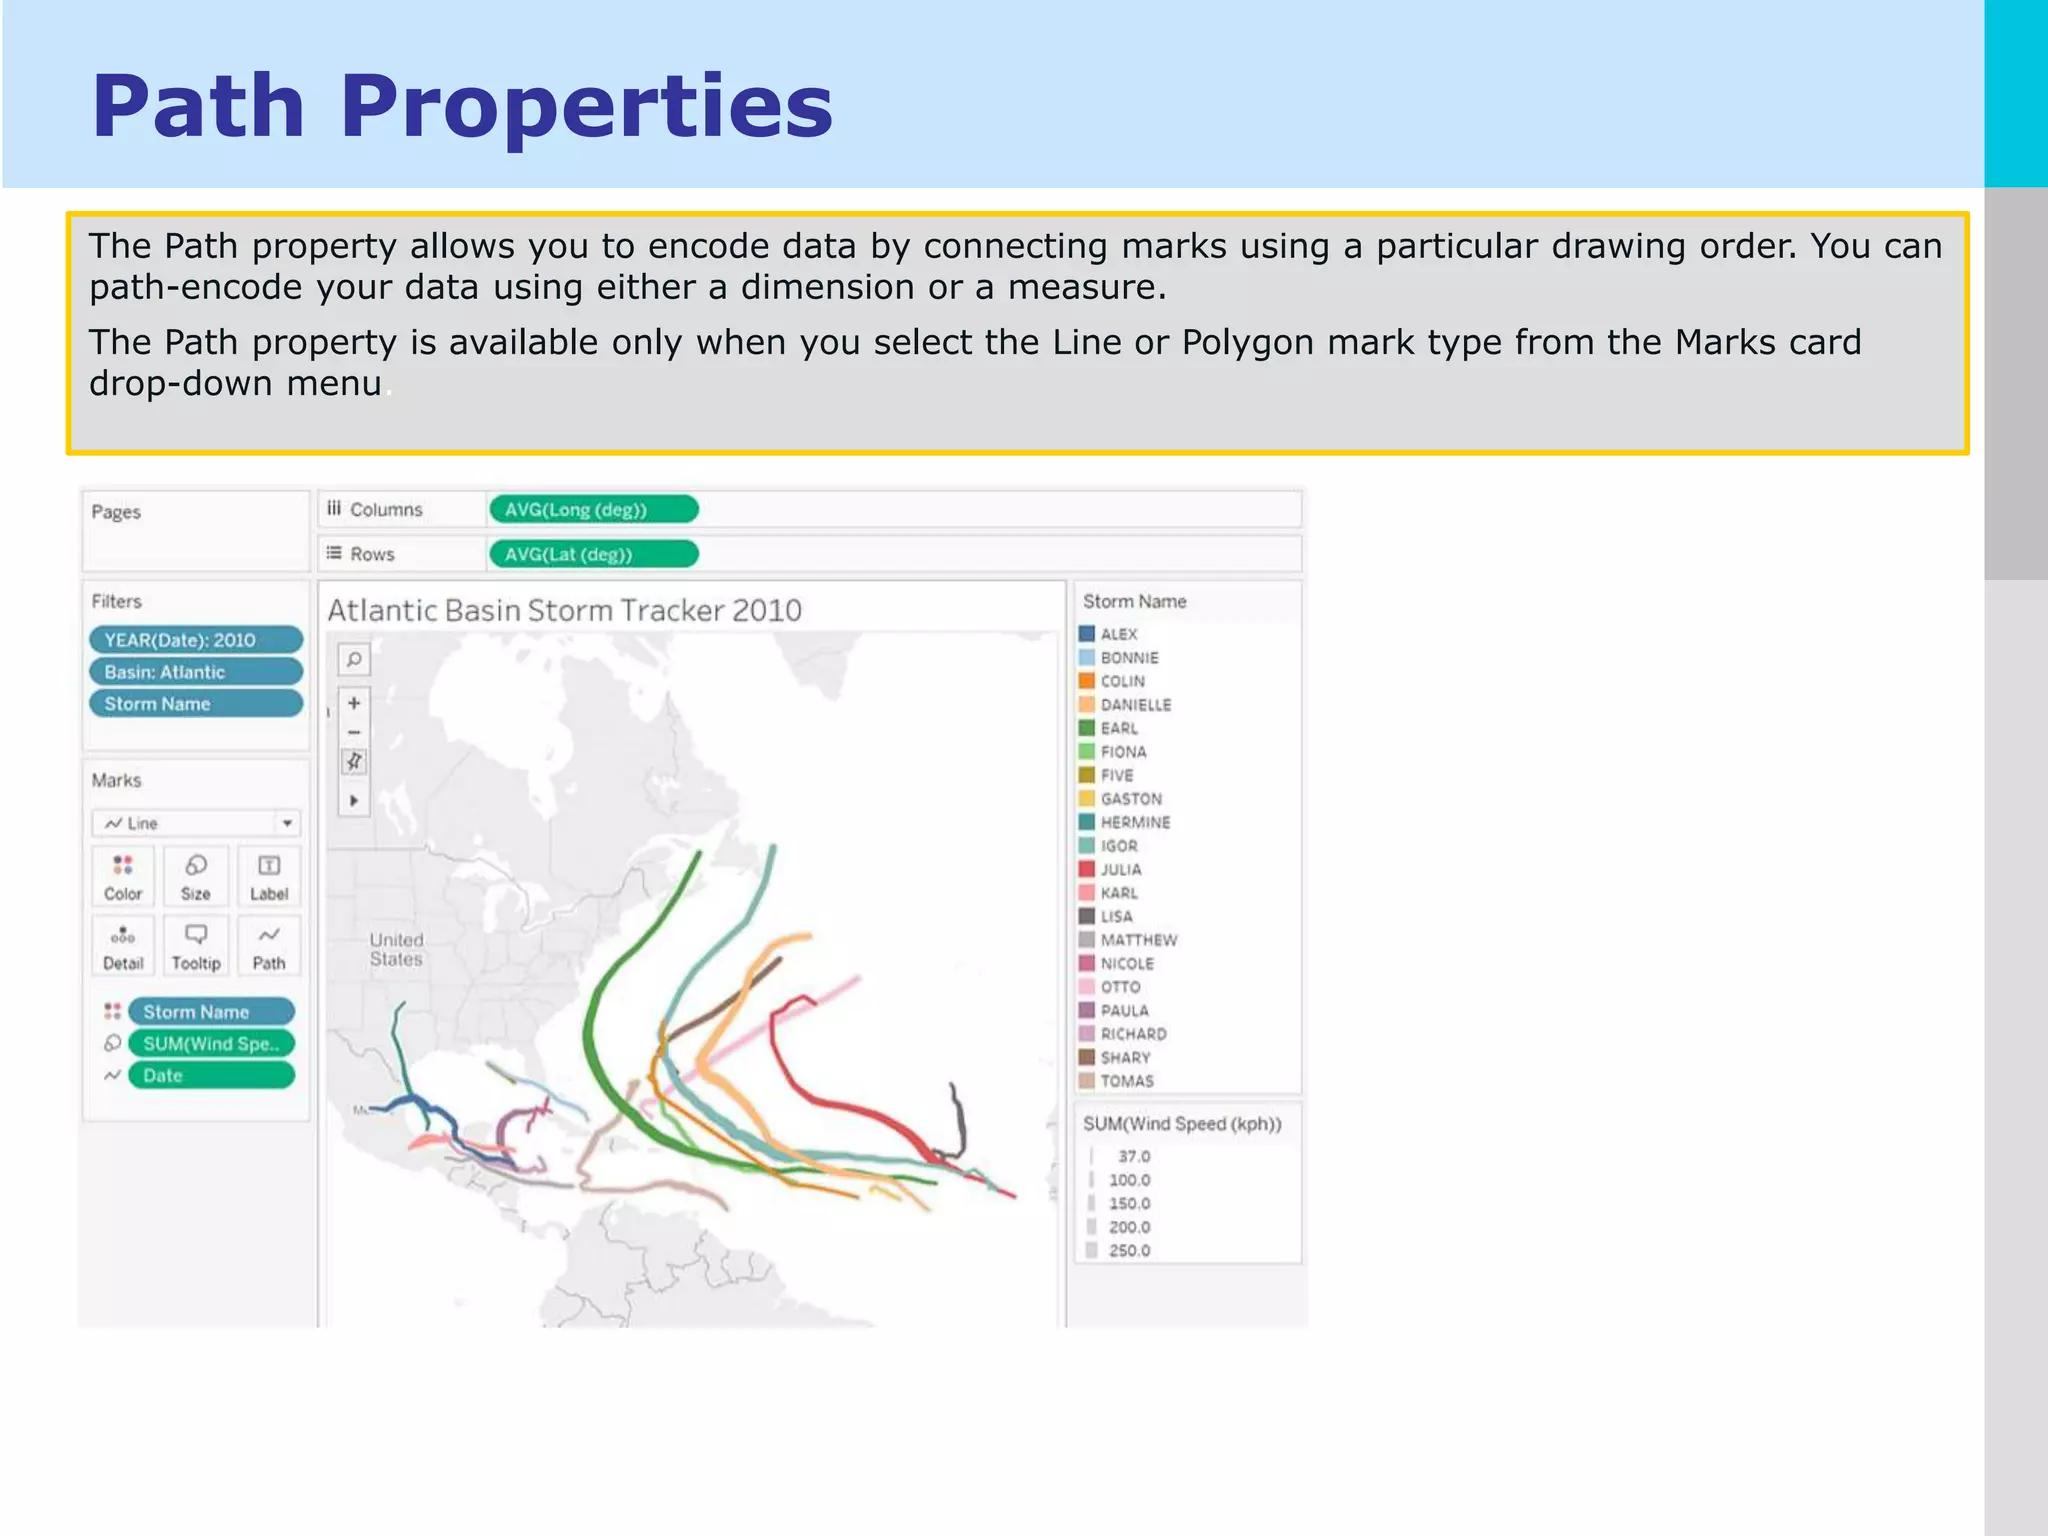 Path Properties
The Path property allows you to encode data by connecting marks using a particular drawing order. You can
path-encode your data using either a dimension or a measure.
The Path property is available only when you select the Line or Polygon mark type from the Marks card
drop-down menu.
Pages
Columns
AVG(Long (deg))
Rows
AVG(Lat (deg))
Filters
YEAR(Date): 2010
Basin: Atlantic
Storm Name
Marks
Line
Color
Size
Label
Detail
Tooltip
Path
Storm Name
SUM(Wind Spe..
Date
Atlantic Basin Storm Tracker 2010
United
States
Storm Name
ALEX
BONNIE
COLIN
DANIELLE
EARL
FIONA
FIVE
GASTON
HERMINE
IGOR
JULIA
KARL
LISA
MATTHEW
NICOLE
OTTO
PAULA
RICHARD
SHARY
TOMAS
SUM(Wind Speed (kph))
37.0
100.0
150.0
200.0
250.0